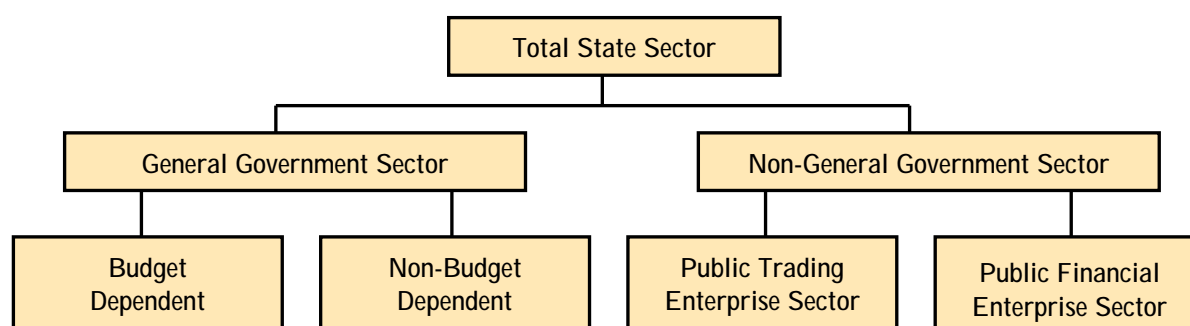 Total State Sector
General Government Sector
Non-General Government Sector
Budget
Dependent
Non-Budget
Dependent
Public Trading
Enterprise Sector
Public Financial
Enterprise Sector